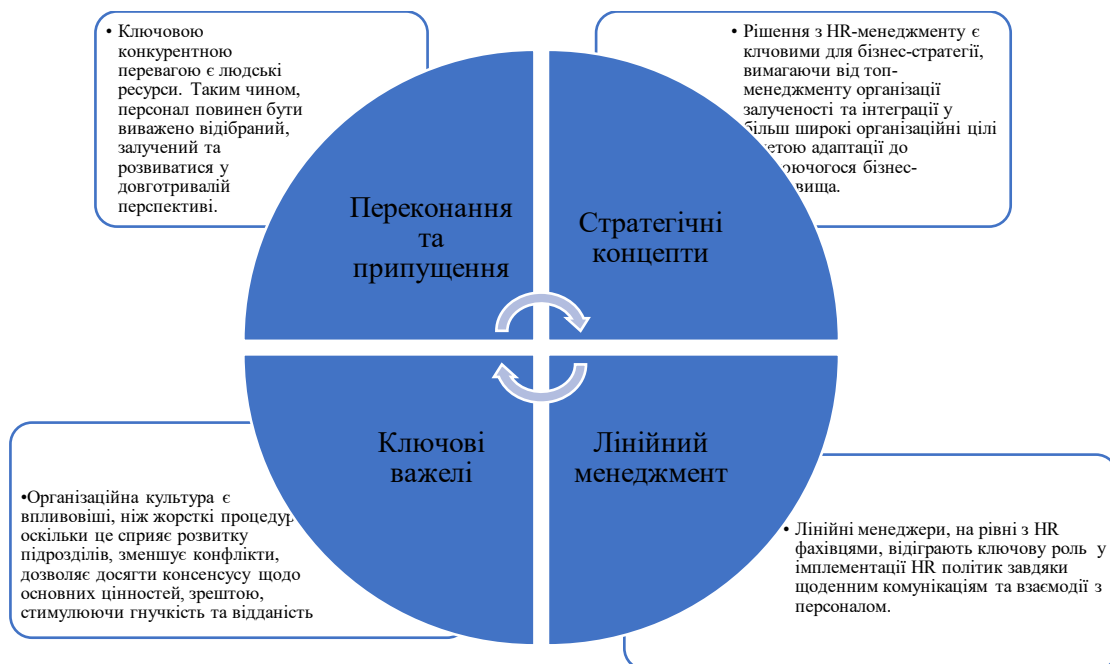 • Ключовою
конкурентною
перевагою є людські
ресурси. Таким чином,
персонал повинен бути
виважено відібраний,
залучений та
розвиватися у
довготривалій
перспективі.
• Рішення з HR-менеджменту є
клчовими для бізнес-стратегії,
вимагаючи від топ-
менеджменту організації
залученості та інтеграції у
більш широкі організаційні цілі
адаптації до
бізнес-
Переконання
та
припущення
Стратегічні
концепти
Ключові
важелі
Лінійний
менеджмент
•Організаційна культура є
впливовіші, ніж жорсткі
оскільки це сприяє розвитку
підрозділів, зменшує конфлікти,
дозволяє досягти консенсусу щодо
основних цінностей, зрештою,
стимулюючи гнучкість та відданість
• Лінійні менеджери, на рівні з HR
фахівцями, відіграють ключову роль у
імплементації HR політик завдяки
щоденним комунікаціям та взаємодії з
персоналом.